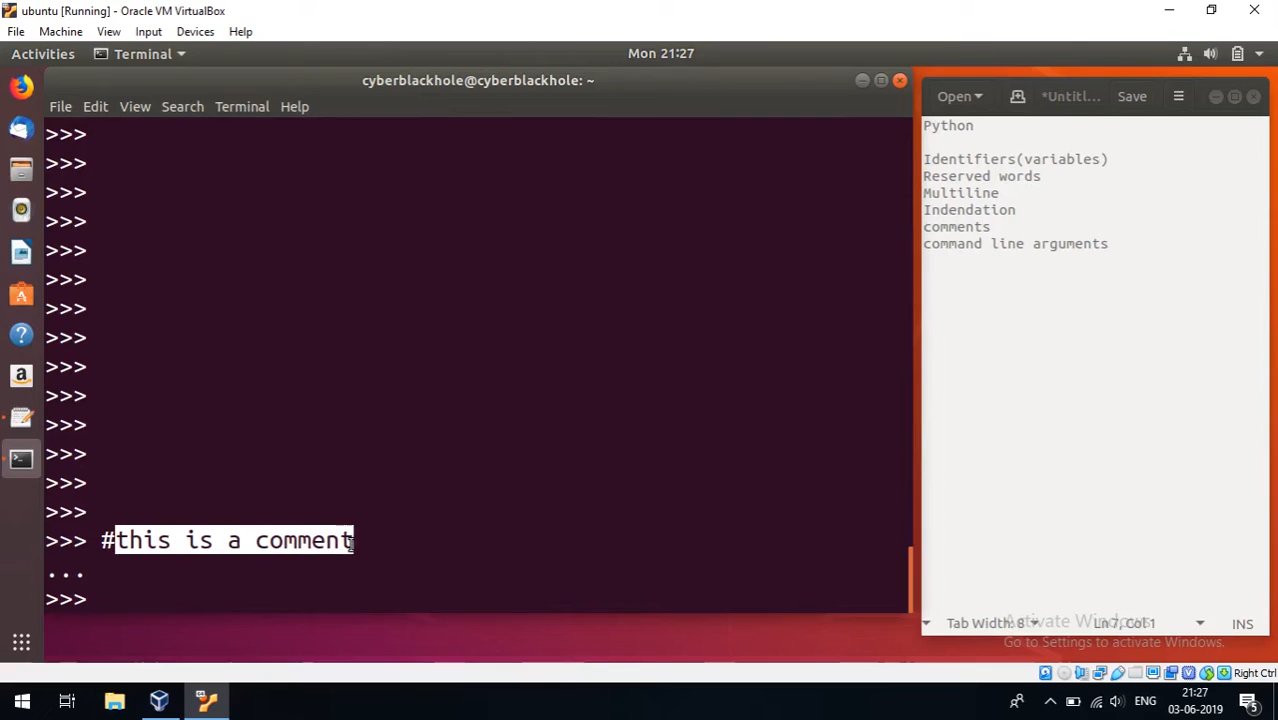 ubuntu [Running] - Oracle VM VirtualBox
File Machine View Input Devices Help
Activities Terminal Mon 21:27
cyberblackhole@cyberblackhole: ~
File Edit View Search Terminal Help
>>>
>>>
>>>
>>>
>>>
>>>
>>>
>>>
>>>
>>>
>>>
>>>
>>>
>>>
>>> #this is a comment
...
>>>
Open *Untitl... Save
Python
Identifiers(variables)
Reserved words
Multiline
Indendation
comments
command line arguments
Tab Width: 8 Ln7, Col 1 INS
Activate Windows
Go to Settings to activate Windows.
Right Ctrl
ENG
21:27
03-06-2019
5